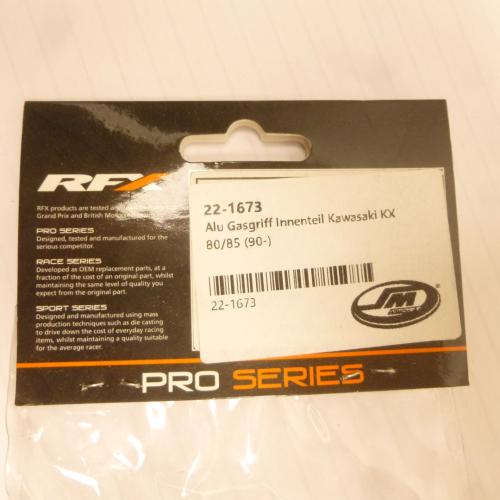 RFX
RFX products are tested and
Grand Prix and British
PRO SERIES
Designed, tested and manufactured for the
serious competitor.
RACE SERIES
Developed as OEM replacement parts, at a
fraction of the cost of an original part, whilst
maintaining the same level of quality you
expect from the original part.
SPORT SERIES
Designed and manufactured using mass
production techniques such as die casting
to drive down the cost of everyday racing
items, whilst maintaining a quality suitable
for the average racer.
22-1673
Alu Gasgriff Innenteil Kawasaki KX
80/85 (90-)
22-1673
JM
PRO SERIES